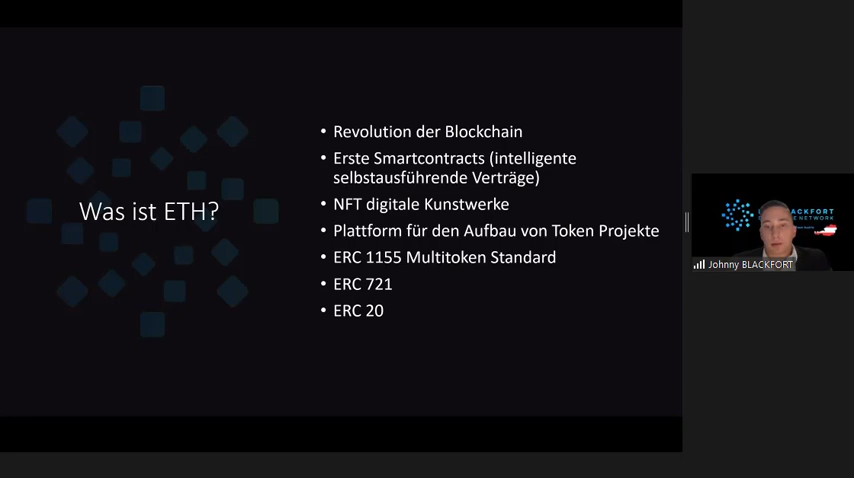 Was ist ETH?
• Revolution der Blockchain
• Erste Smartcontracts (intelligente
selbstausführende Verträge)
• NFT digitale Kunstwerke
• Plattform für den Aufbau von Token Projekte
• ERC 1155 Multitoken Standard
• ERC 721
• ERC 20
Johnny BLACKFORT